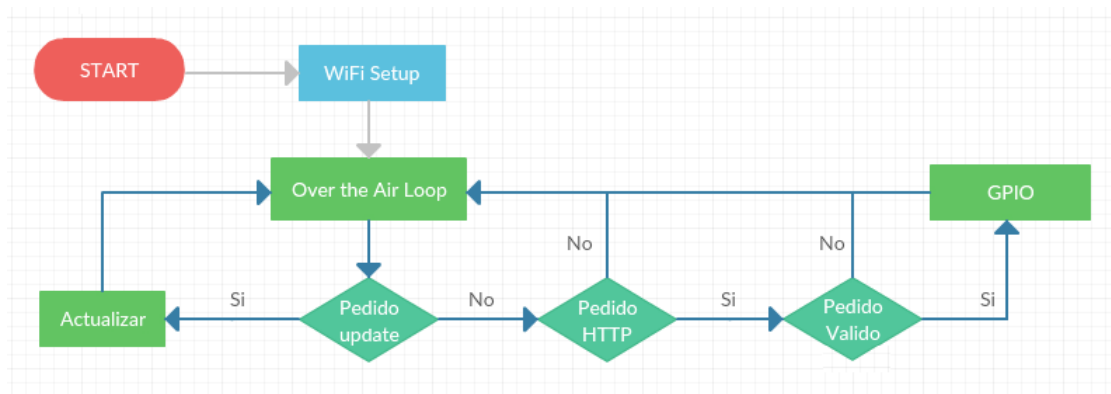 START
WiFi Setup
Over the Air Loop
GPIO
No
No
Si
No
Si
Si
Actualizar
Pedido
update
Pedido
HTTP
Pedido
Valido